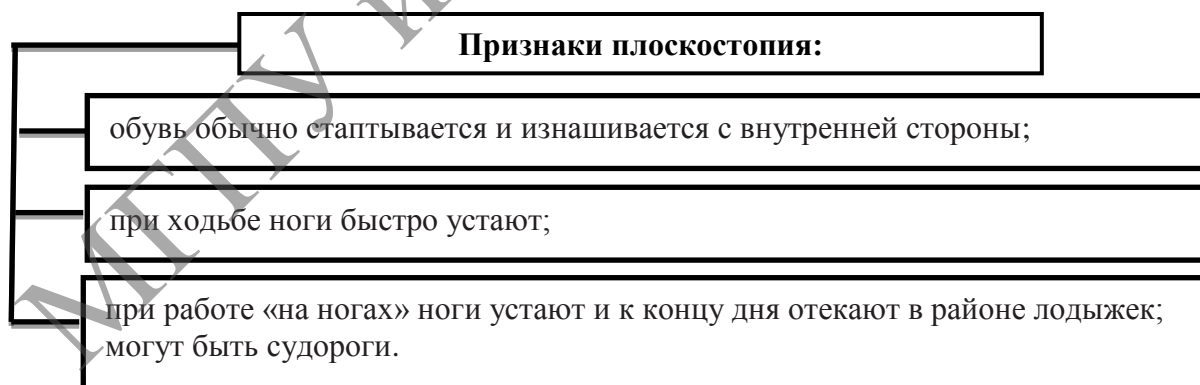 Признаки плоскостопия:
обувь обычно стаптывается и изнашивается с внутренней стороны;
при ходьбе ноги быстро устают;
при работе «на ногах» ноги устают и к концу дня отекают в районе лодыжек;
могут быть судороги.
МГПУ